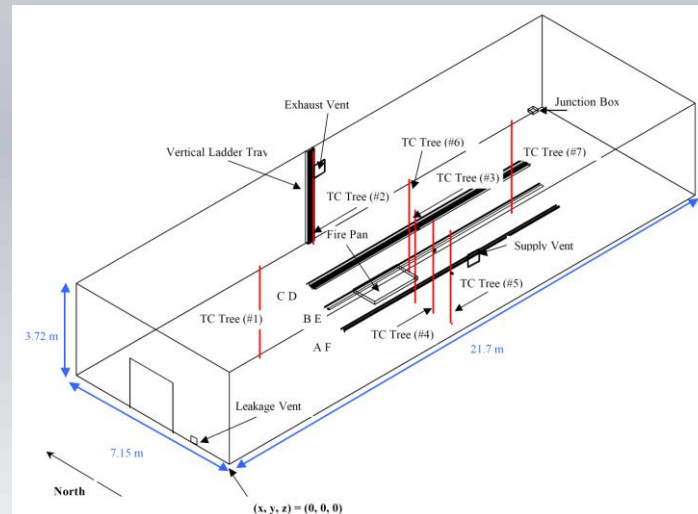 Exhaust Vent
Junction Box
Vertical Ladder Tray
TC Tree (#6)
TC Tree (#7)
TC Tree (#3)
TC Tree (#2)
Fire Pan
Supply Vent
C D
TC Tree (#1)
B E
TC Tree (#5)
TC Tree (#4)
A F
3.72 m
21.7 m
Leakage Vent
7.15 m
North
(x, y, z) = (0, 0, 0)